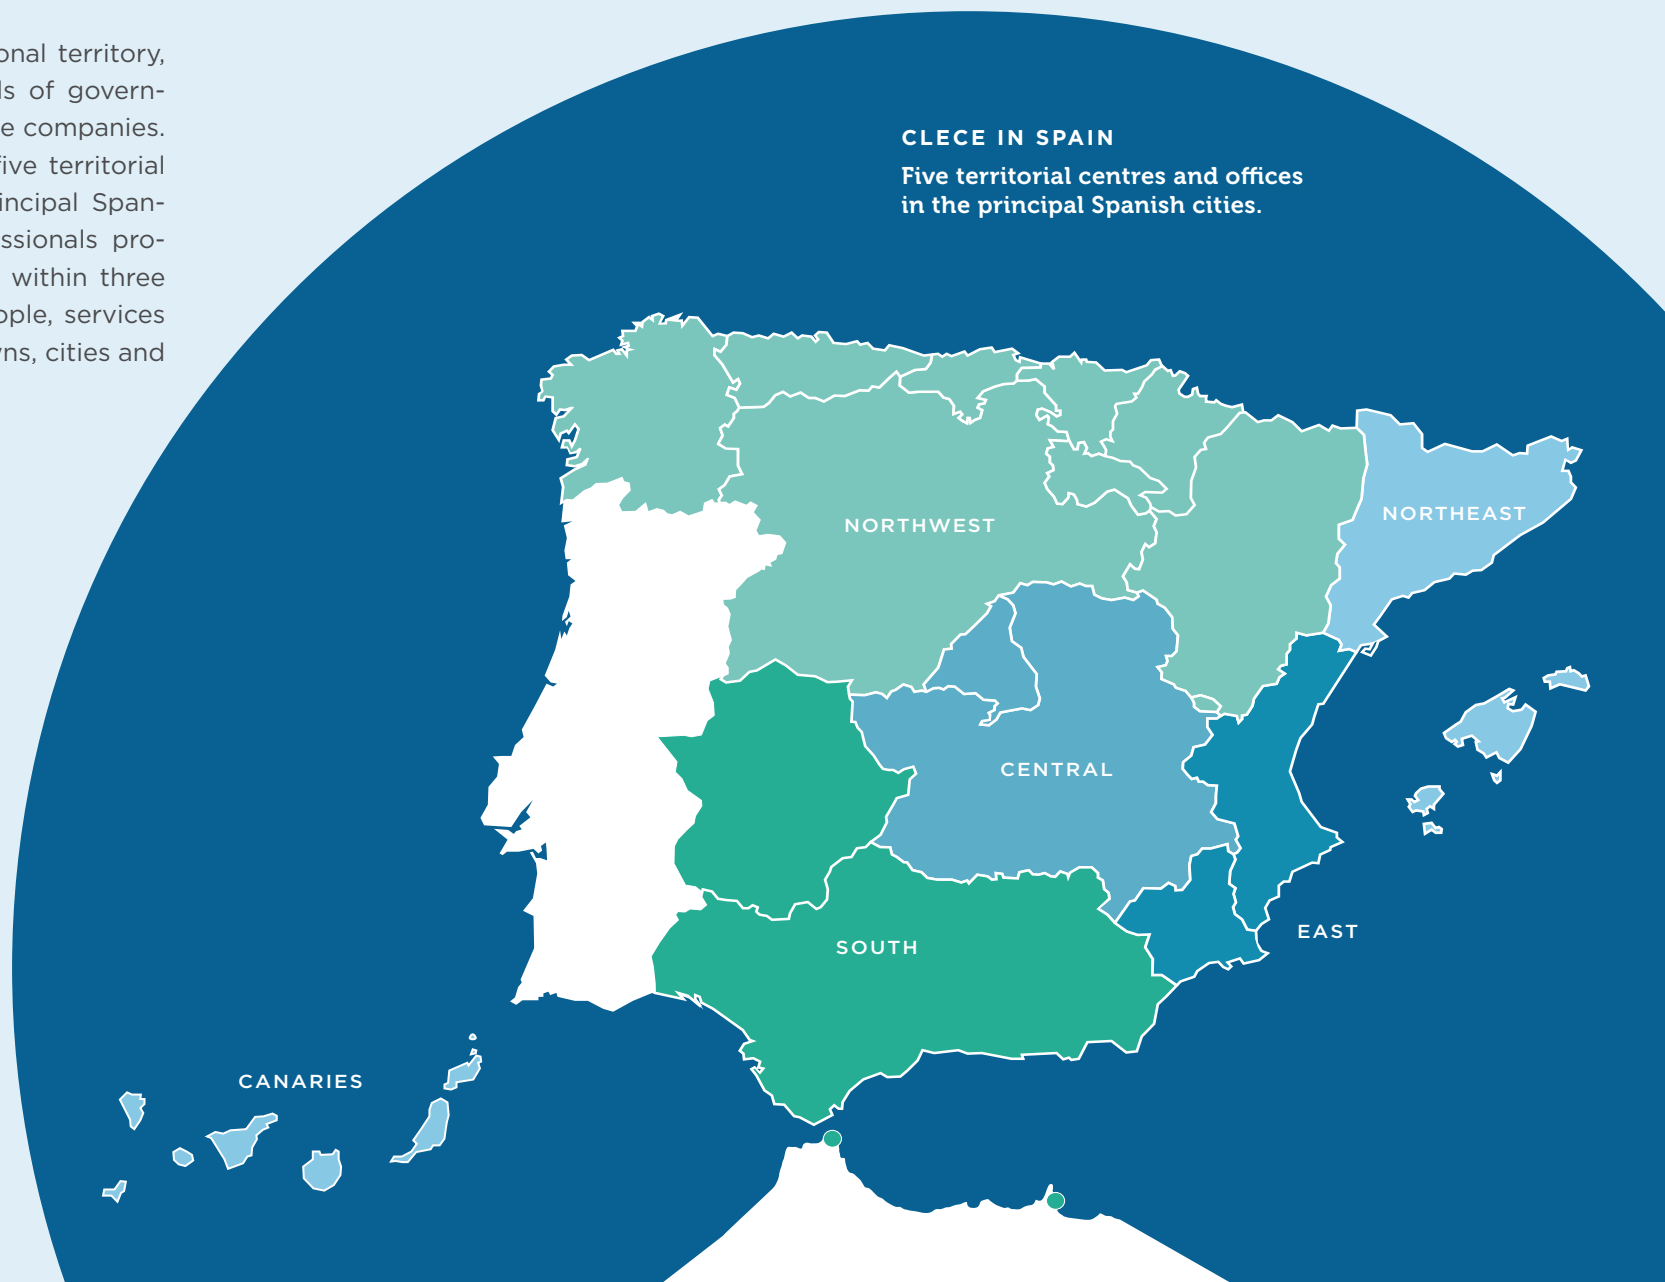 onal territory,
ls of govern-
e companies.
five territorial
incipal Span-
ssionals pro-
within three
ople, services
ns, cities and
CLECE IN SPAIN
Five territorial centres and offices
in the principal Spanish cities.
NORTHWEST
NORTHEAST
CENTRAL
EAST
SOUTH
CANARIES